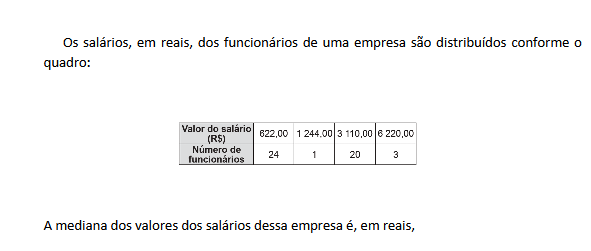 Os salários, em reais, dos funcionários de uma empresa são distribuídos conforme o
quadro:
Valor do salário (R$) 622,00 1 244,00 3 110,00 6 220,00
Número de funcionários 24 1 20 3
A mediana dos valores dos salários dessa empresa é, em reais,